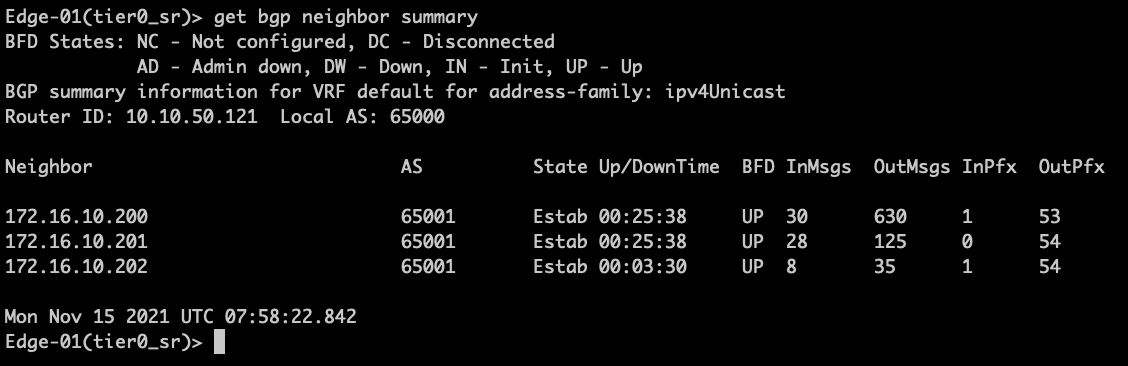 Edge-01(tier0_sr)> get bgp neighbor summary
BFD States: NC - Not configured, DC - Disconnected
            AD - Admin down, DW - Down, IN - Init, UP - Up
BGP summary information for VRF default for address-family: ipv4Unicast
Router ID: 10.10.50.121  Local AS: 65000

Neighbor                            AS          State Up/DownTime  BFD InMsgs  OutMsgs InPfx  OutPfx

172.16.10.200                       65001       Estab 00:25:38     UP  30      630     1      53
172.16.10.201                       65001       Estab 00:25:38     UP  28      125     0      54
172.16.10.202                       65001       Estab 00:03:30     UP  8       35      1      54

Mon Nov 15 2021 UTC 07:58:22.842
Edge-01(tier0_sr)>